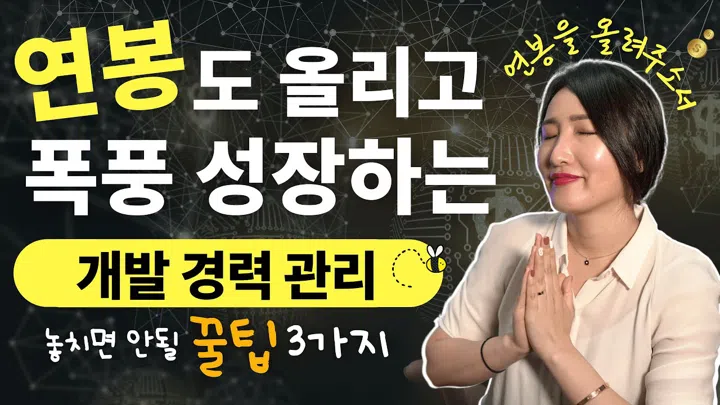 연봉도 올리고
폭풍 성장하는
개발 경력 관리
놓치면 안될 꿀팁 3가지
연봉을 올려주소서